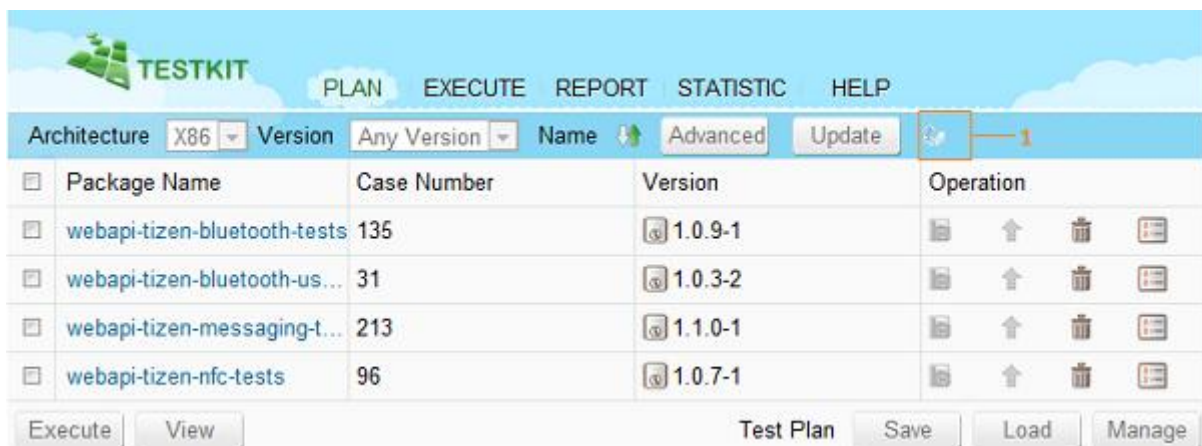 TESTKIT
PLAN EXECUTE REPORT STATISTIC HELP
Architecture X86 Version Any Version Name Advanced Update 1
Package Name Case Number Version Operation
webapi-tizen-bluetooth-tests 135 1.0.9-1
webapi-tizen-bluetooth-us... 31 1.0.3-2
webapi-tizen-messaging-t... 213 1.1.0-1
webapi-tizen-nfc-tests 96 1.0.7-1
Execute View Test Plan Save Load Manage